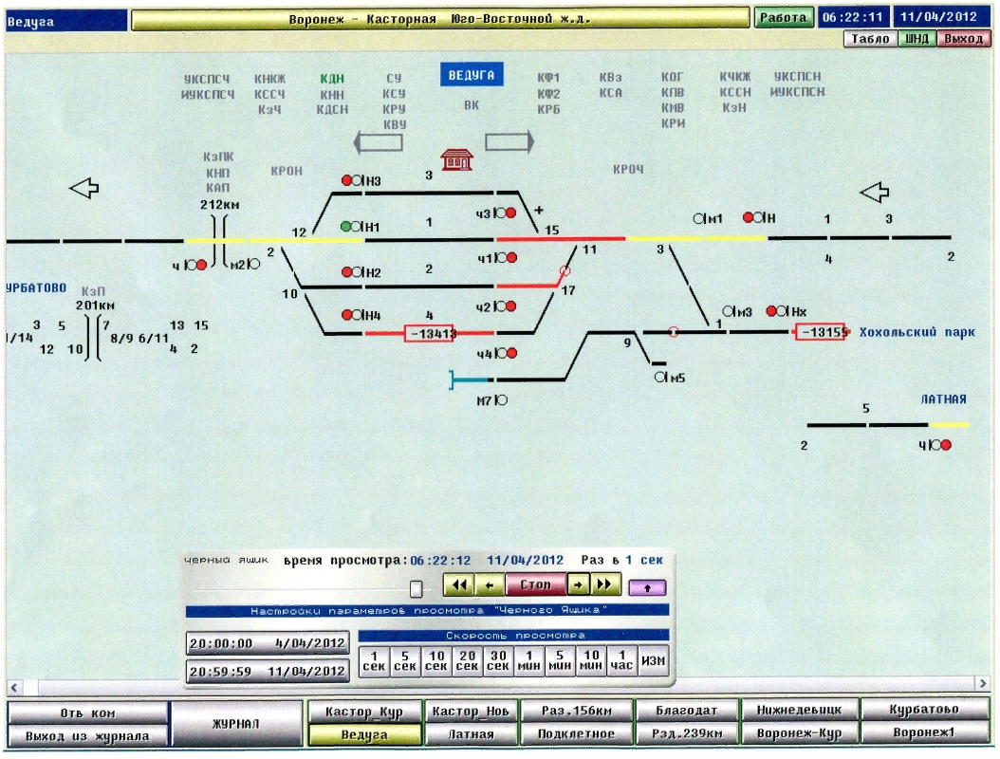 Ведуга
Воронеж - Касторная Юго-Восточной ж.д.
Работа
06:22:11
11/04/2012
Табло
ШНД
Выход
УКСПСЧ
ИУКСПСЧ
КНКЖ
КССЧ
КзЧ
КДН
КНН
КДСН
СУ
КСУ
КРУ
КВУ
ВЕДУГА
ВК
КФ1
КФ2
КРБ
КВз
КСА
КОГ
КПВ
КМВ
КРИ
КЧКЖ
КССН
КзН
УКСПСН
ИУКСПСН
КзПК
КНП
КАП
212км
КРОН
КРОЧ
Н3
3
ч3
+
12
Н1
1
15
м1
Н
1
3
2
ч
м2
Н2
2
ч1
11
3
4
2
УРБАТОВО
КзП
201км
10
17
3 5
7
13 15
1/14
8/9 6/11
12 10
4 2
Н4
4
-13413
ч2
м3
Нх
1
-13155
Хохольский парк
9
ч4
м5
М7
ЛАТНАЯ
5
2
Ч
черный ящик
время просмотра:06:22:12 11/04/2012
Раз в 1 сек
Стоп
Настройки параметров просмотра "Черного Ящика"
20:00:00 4/04/2012
20:59:59 11/04/2012
Скорость просмотра
1 сек
5 сек
10 сек
20 сек
30 сек
1 мин
5 мин
10 мин
1 час
ИЗМ
Отв ком
Выход из журнала
ЖУРНАЛ
Кастор_Кур
Кастор_Нов
Раз.156км
Благодат
Нижнедевицк
Курбатово
Ведуга
Латная
Подклетное
Рзд.239км
Воронеж-Кур
Воронеж1